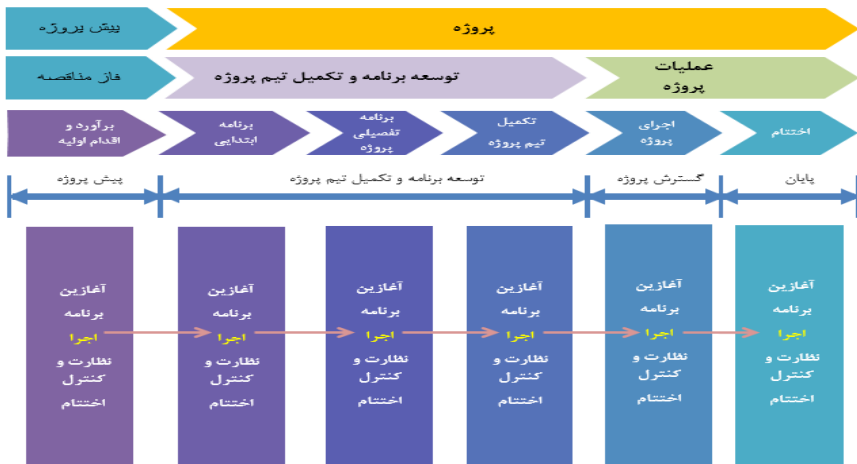 پیش پروژه
پروژه
فاز مناقصه
توسعه برنامه و تکمیل تیم پروژه
عملیات
پروژه
برآورد و
اقدام اولیه
برنامه
ابتدایی
برنامه
تفصیلی
پروژه
تکمیل
تیم پروژه
اجرای
پروژه
اختتام
پیش پروژه
توسعه برنامه و تکمیل تیم پروژه
گسترش پروژه
پایان
آغازین
برنامه
اجرا
نظارت و
کنترل
اختتام
آغازین
برنامه
اجرا
نظارت و
کنترل
اختتام
آغازین
برنامه
اجرا
نظارت و
کنترل
اختتام
آغازین
برنامه
اجرا
نظارت و
کنترل
اختتام
آغازین
برنامه
اجرا
نظارت و
کنترل
اختتام
آغازین
برنامه
اجرا
نظارت و
کنترل
اختتام